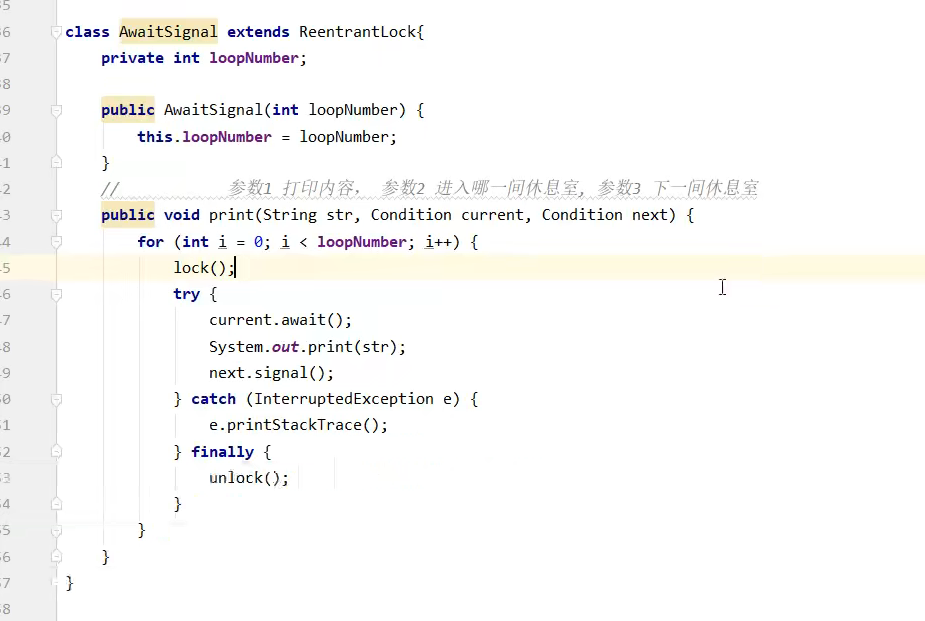 5
6 class AwaitSignal extends ReentrantLock{
7     private int loopNumber;
8
9     public AwaitSignal(int loopNumber) {
0         this.loopNumber = loopNumber;
1     }
2     //            参数1 打印内容， 参数2 进入哪一间休息室, 参数3 下一间休息室
3     public void print(String str, Condition current, Condition next) {
4         for (int i = 0; i < loopNumber; i++) {
5             lock();
6             try {
7                 current.await();
8                 System.out.print(str);
9                 next.signal();
0             } catch (InterruptedException e) {
1                 e.printStackTrace();
2             } finally {
3                 unlock();
4             }
5         }
6     }
7 }
8